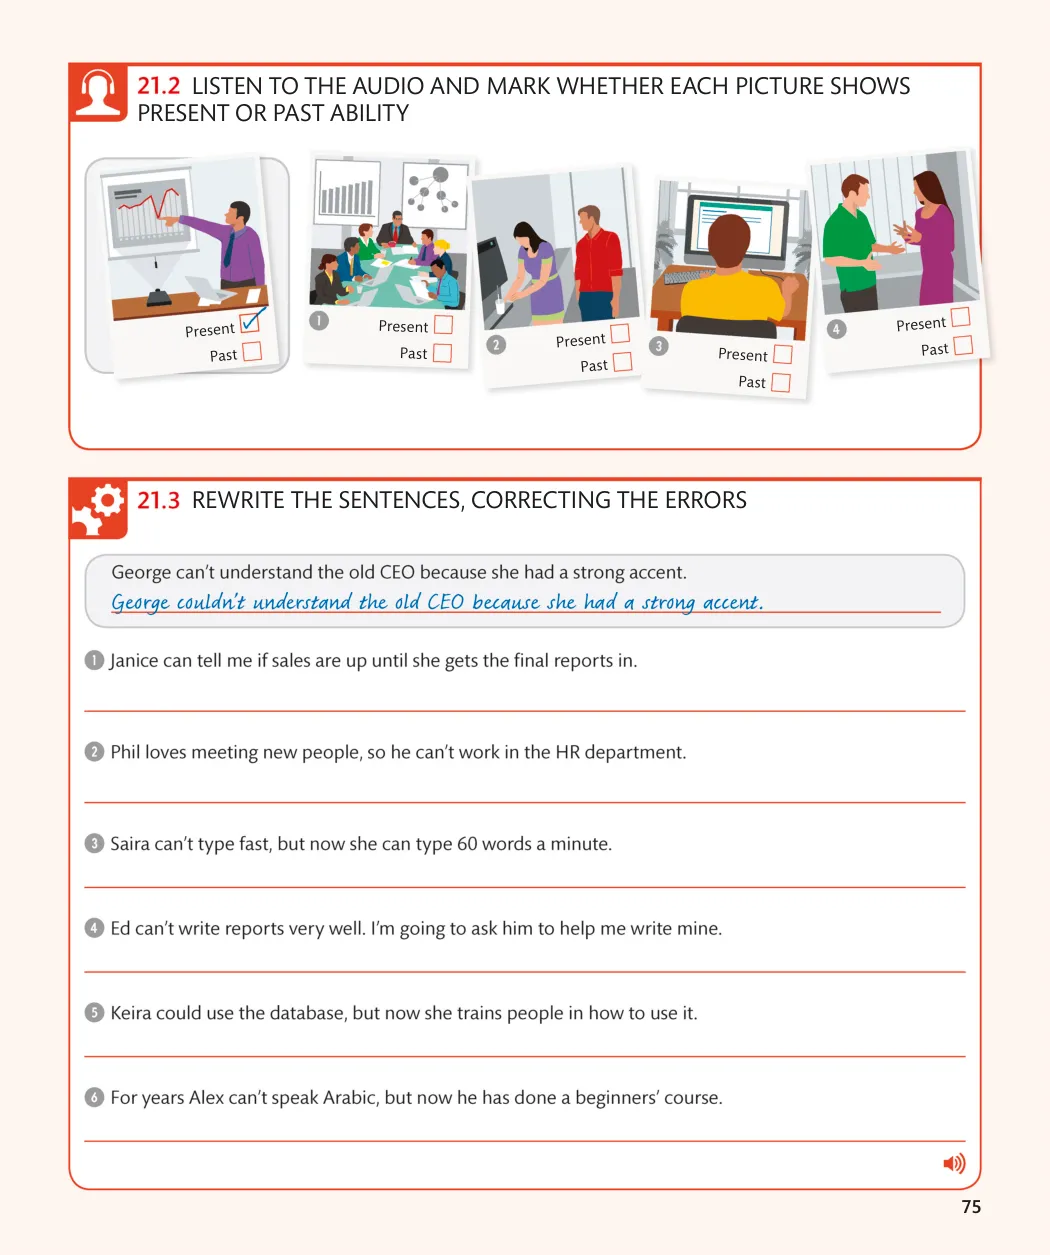 21.2 LISTEN TO THE AUDIO AND MARK WHETHER EACH PICTURE SHOWS
PRESENT OR PAST ABILITY
Present
Past
1
Present
Past
2
Present
Past
3
Present
Past
4
Present
Past
21.3 REWRITE THE SENTENCES, CORRECTING THE ERRORS
George can’t understand the old CEO because she had a strong accent.
George couldn’t understand the old CEO because she had a strong accent.
1 Janice can tell me if sales are up until she gets the final reports in.
2 Phil loves meeting new people, so he can’t work in the HR department.
3 Saira can’t type fast, but now she can type 60 words a minute.
4 Ed can’t write reports very well. I’m going to ask him to help me write mine.
5 Keira could use the database, but now she trains people in how to use it.
6 For years Alex can’t speak Arabic, but now he has done a beginners’ course.
75